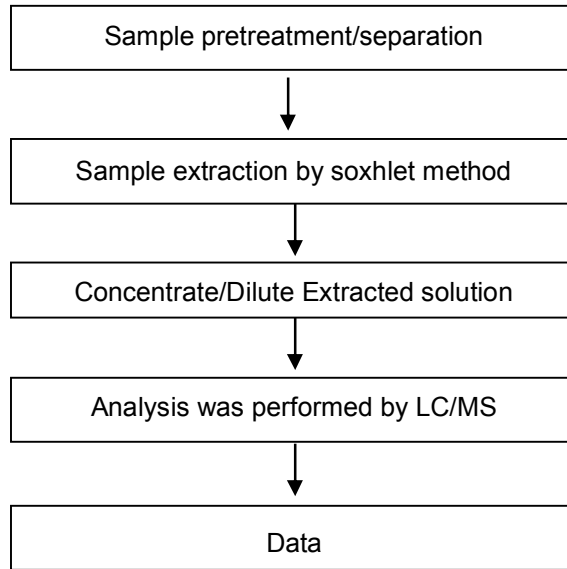 Sample pretreatment/separation
Sample extraction by soxhlet method
Concentrate/Dilute Extracted solution
Analysis was performed by LC/MS
Data